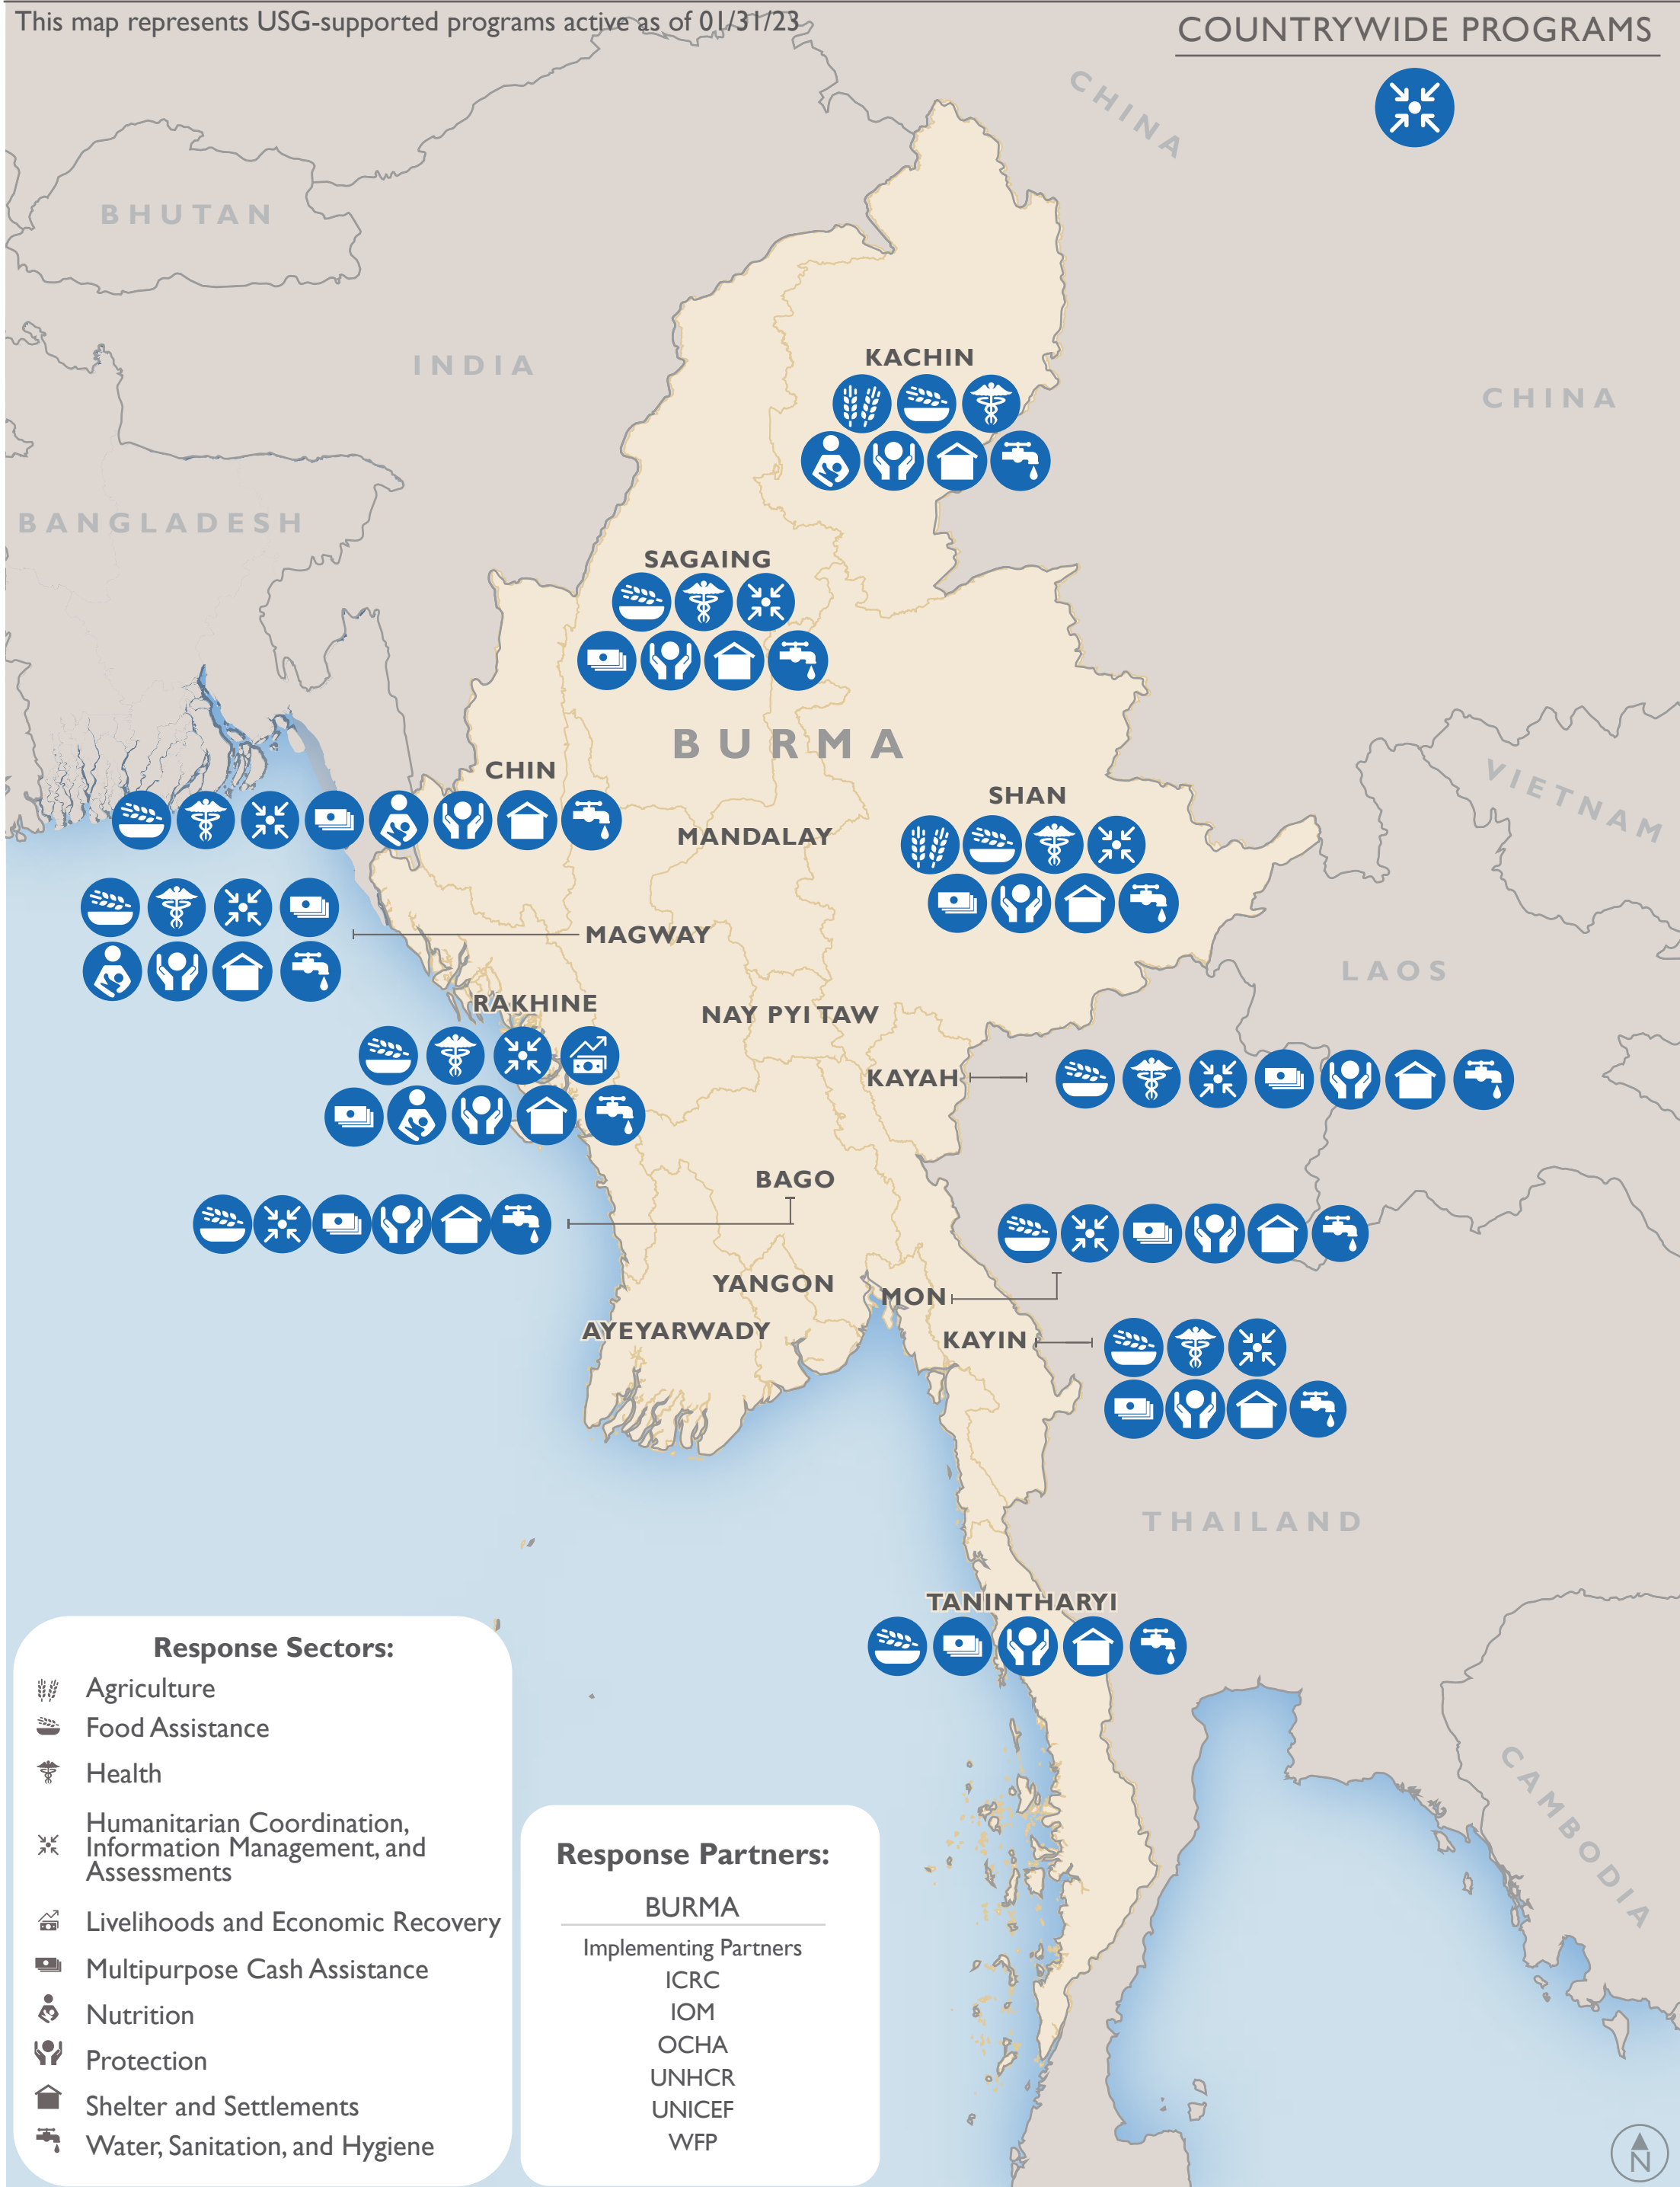 This map represents USG-supported programs active as of 01/31/23
COUNTRYWIDE PROGRAMS
CHINA
BHUTAN
INDIA
KACHIN
CHINA
BANGLADESH
SAGAING
BURMA
CHIN
VIETNAM
SHAN
MANDALAY
MAGWAY
LAOS
RAKHINE
NAY PYI TAW
KAYAH
BAGO
YANGON
MON
AYEYARWADY
KAYIN
THAILAND
TANINTHARYI
CAMBODIA
Response Sectors:
Agriculture
Food Assistance
Health
Humanitarian Coordination,
Information Management, and
Assessments
Livelihoods and Economic Recovery
Multipurpose Cash Assistance
Nutrition
Protection
Shelter and Settlements
Water, Sanitation, and Hygiene
Response Partners:
BURMA
Implementing Partners
ICRC
IOM
OCHA
UNHCR
UNICEF
WFP
N